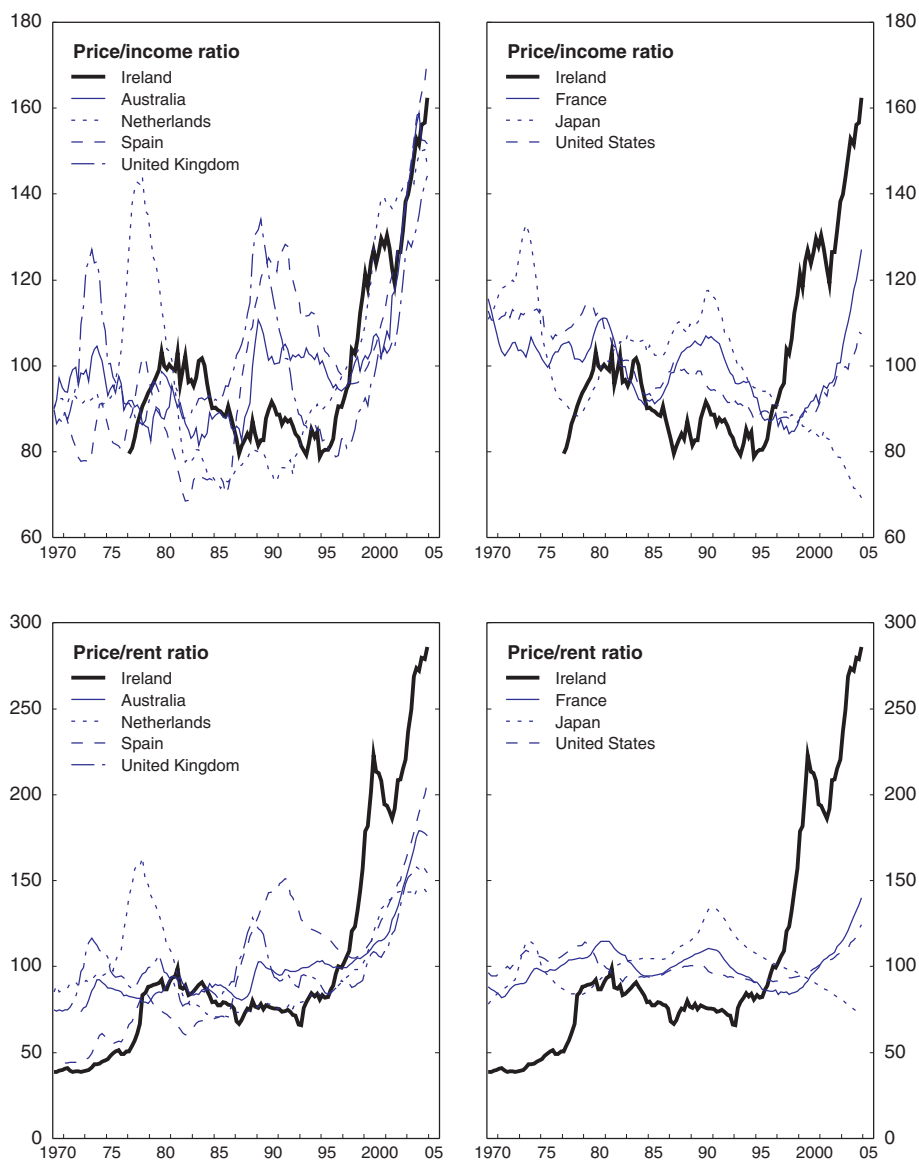 180
160
140
120
100
80
60
Price/income ratio
Ireland
Australia
Netherlands
Spain
United Kingdom
1970 75 80 85 90 95 2000 05
Price/income ratio
Ireland
France
Japan
United States
180
160
140
120
100
80
60
1970 75 80 85 90 95 2000 05
300
250
200
150
100
50
0
Price/rent ratio
Ireland
Australia
Netherlands
Spain
United Kingdom
1970 75 80 85 90 95 2000 05
Price/rent ratio
Ireland
France
Japan
United States
300
250
200
150
100
50
0
1970 75 80 85 90 95 2000 05